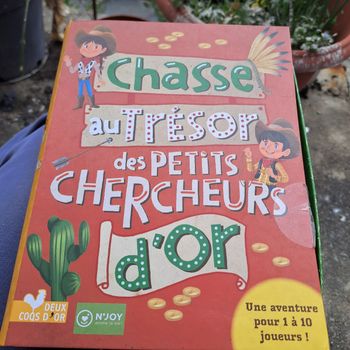 Chasse
au TRÉSOR
des PETITS
CHERCHEURS
d'Or
DEUX
COQS D'OR
N'JOY
Une aventure
pour 1 à 10
joueurs !